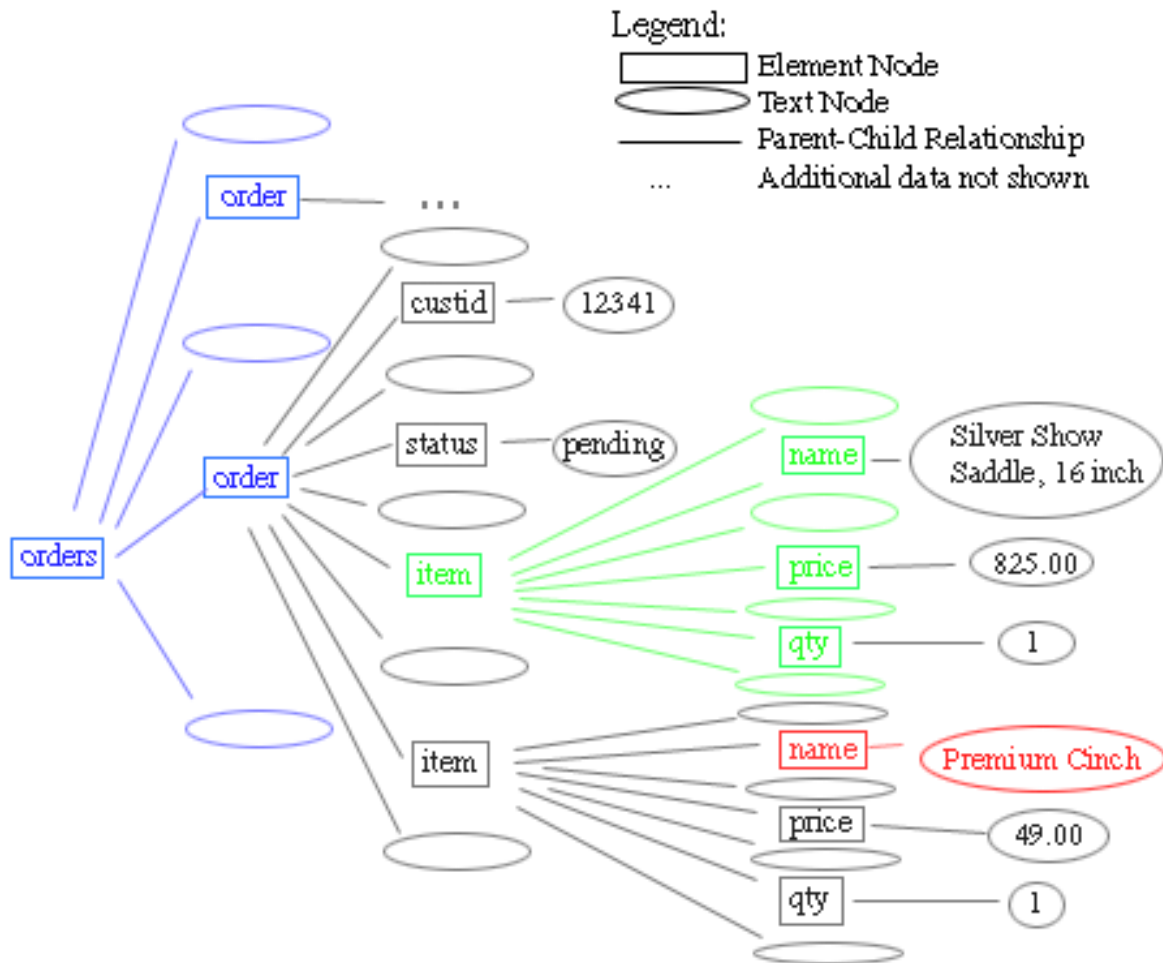 Legend:
Element Node
Text Node
Parent-Child Relationship
... Additional data not shown
order
...
custid
12341
status
pending
order
orders
item
name
Silver Show
Saddle, 16 inch
price
825.00
qty
1
item
name
Premium Cinch
price
49.00
qty
1